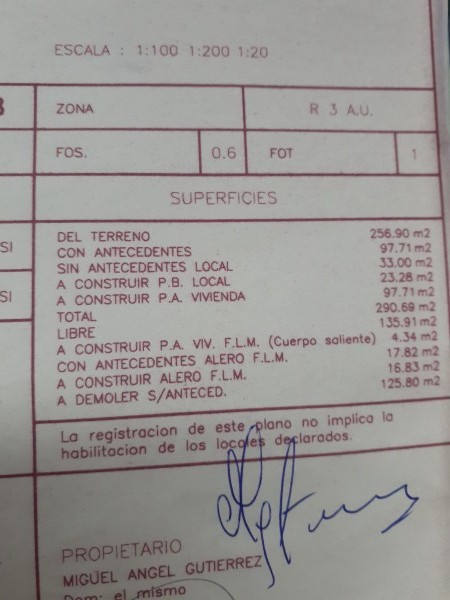 ESCALA : 1:100 1:200 1:20
ZONA R 3 A.U.
FOS. 0.6 FOT 1
SUPERFICIES
SI
SI
DEL TERRENO 256.90 m2
CON ANTECEDENTES 97.71 m2
SIN ANTECEDENTES LOCAL 33.00 m2
A CONSTRUIR P.B. LOCAL 23.28 m2
A CONSTRUIR P.A. VIVIENDA 97.71 m2
TOTAL 290.69 m2
LIBRE 135.91 m2
A CONSTRUIR P.A. VIV. F.L.M. (Cuerpo saliente) 4.34 m2
CON ANTECEDENTES ALERO F.L.M. 17.82 m2
A CONSTRUIR ALERO F.L.M. 16.83 m2
A DEMOLER S/ANTECED. 125.80 m2
La registracion de este plano no implica la
habilitacion de los locales declarados.
PROPIETARIO
MIGUEL ANGEL GUTIERREZ
Dom: el mismo